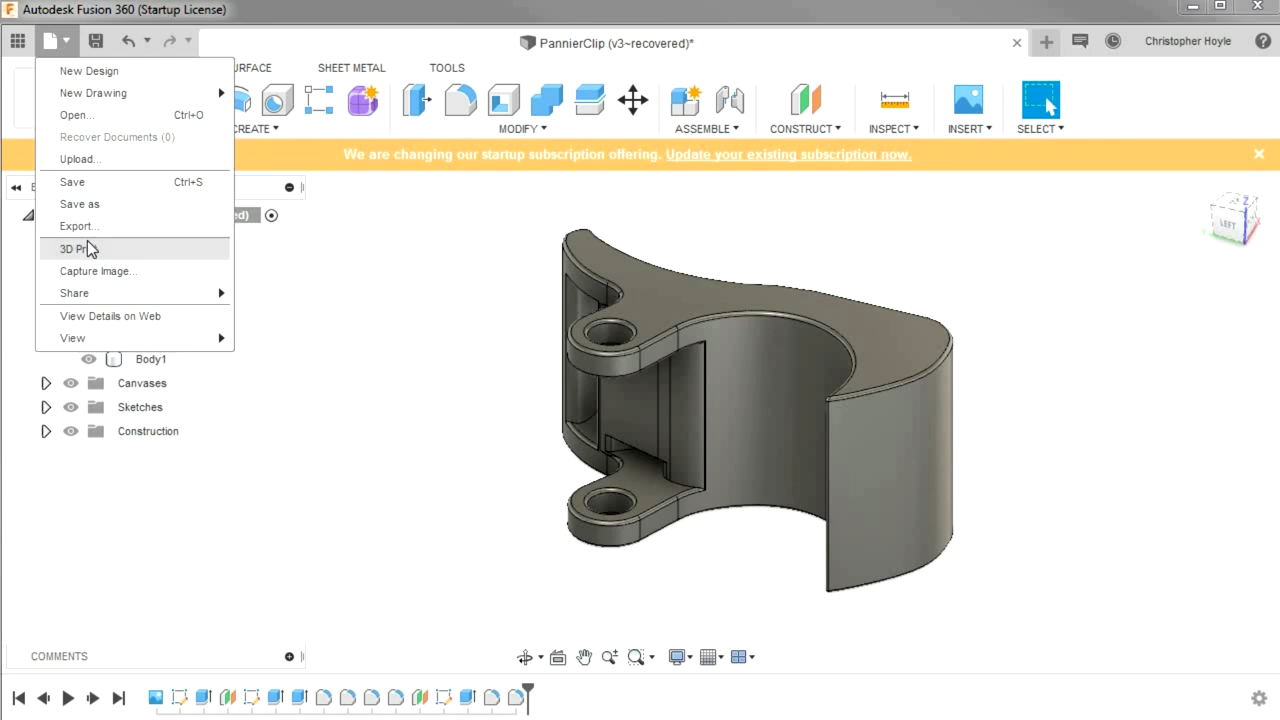 Autodesk Fusion 360 (Startup License)
PannierClip (v3~recovered)*
Christopher Hoyle
SHEET METAL
TOOLS
MODIFY
ASSEMBLE
CONSTRUCT
INSPECT
INSERT
SELECT
We are changing our startup subscription offering. Update your existing subscription now.
New Design
New Drawing
Open... Ctrl+O
Recover Documents (0)
Upload...
Save Ctrl+S
Save as
Export...
3D
Capture Image...
Share
View Details on Web
View
Body1
Canvases
Sketches
Construction
LEFT
Z
COMMENTS